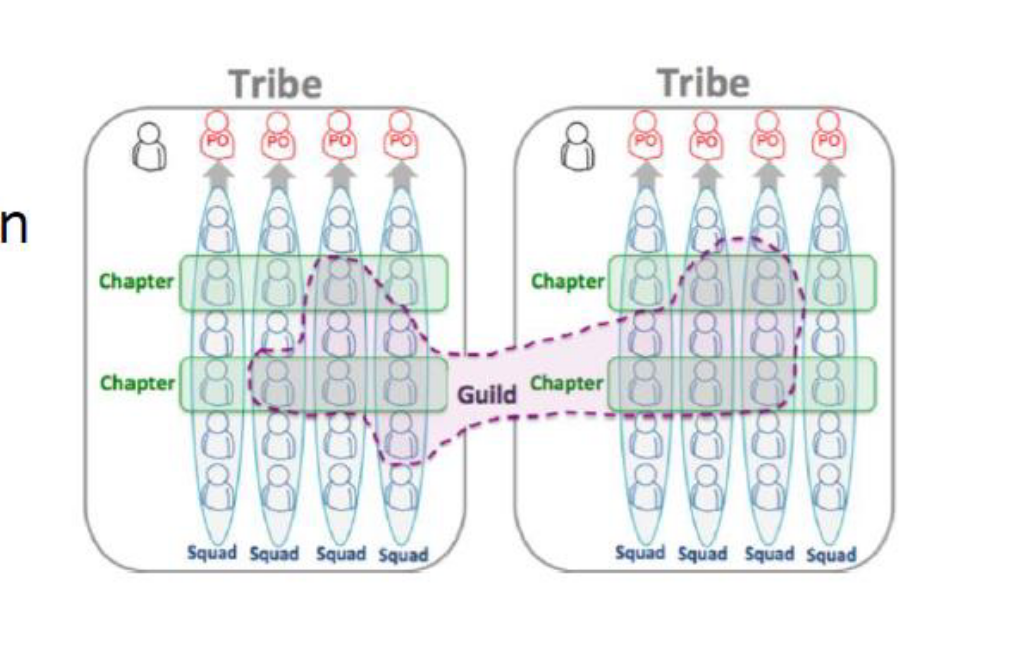 Tribe Tribe
PO PO PO PO PO PO PO PO
n
Chapter Chapter
Chapter Guild Chapter
Squad Squad Squad Squad Squad Squad Squad Squad